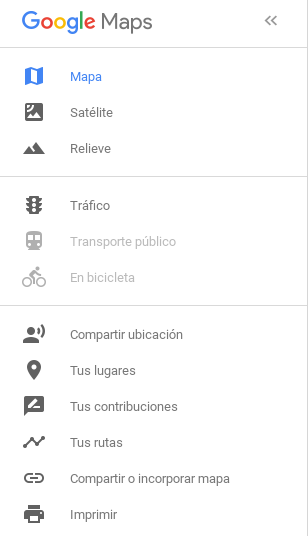 Google Maps
Mapa
Satélite
Relieve
Tráfico
Transporte público
En bicicleta
Compartir ubicación
Tus lugares
Tus contribuciones
Tus rutas
Compartir o incorporar mapa
Imprimir